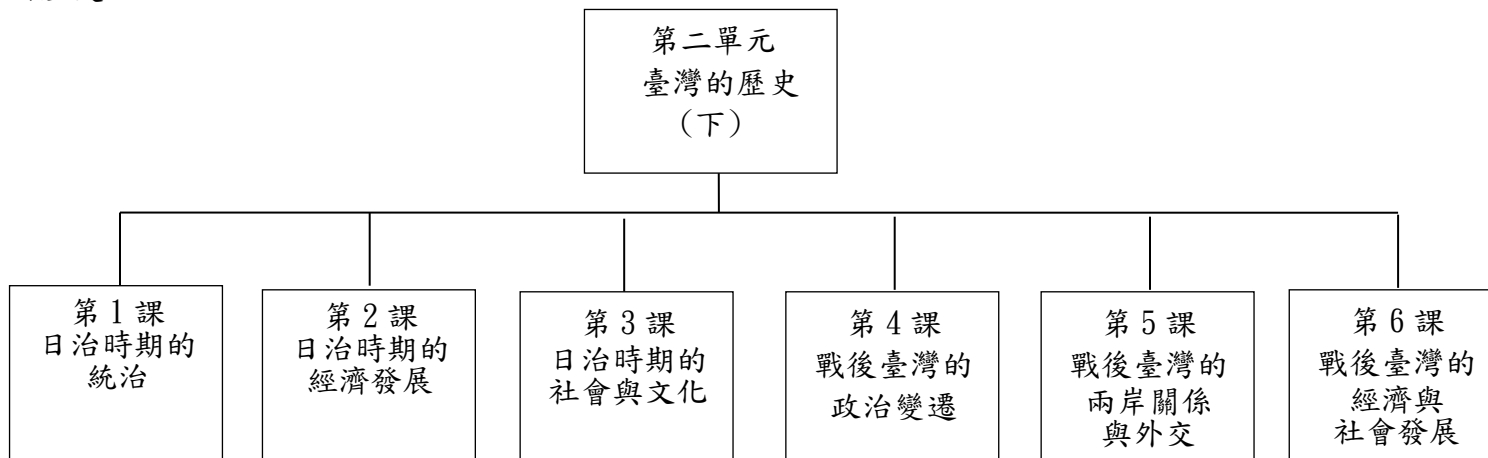 第二單元
臺灣的歷史
（下）
第 1 課
日治時期的
統治
第 2 課
日治時期的
經濟發展
第 3 課
日治時期的
社會與文化
第 4 課
戰後臺灣的
政治變遷
第 5 課
戰後臺灣的
兩岸關係
與外交
第 6 課
戰後臺灣的
經濟與
社會發展